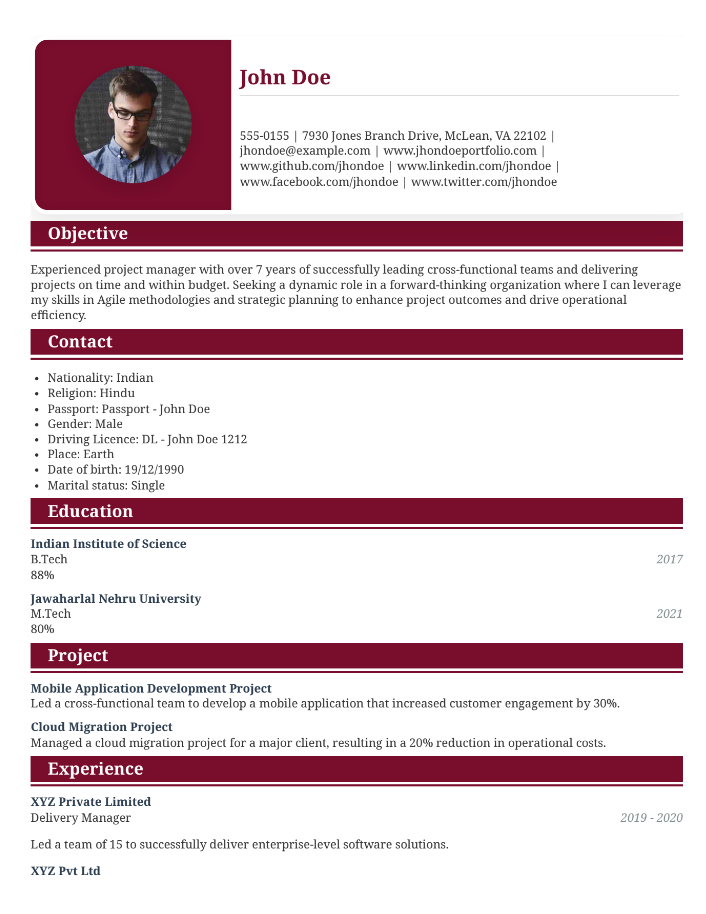 John Doe
555-0155 | 7930 Jones Branch Drive, McLean, VA 22102 |
jhondoe@example.com | www.jhondoeportfolio.com |
www.github.com/jhondoe | www.linkedin.com/jhondoe |
www.facebook.com/jhondoe | www.twitter.com/jhondoe
Objective
Experienced project manager with over 7 years of successfully leading cross-functional teams and delivering
projects on time and within budget. Seeking a dynamic role in a forward-thinking organization where I can leverage
my skills in Agile methodologies and strategic planning to enhance project outcomes and drive operational
efficiency.
Contact
• Nationality: Indian
• Religion: Hindu
• Passport: Passport - John Doe
• Gender: Male
• Driving Licence: DL - John Doe 1212
• Place: Earth
• Date of birth: 19/12/1990
• Marital status: Single
Education
Indian Institute of Science
B.Tech 2017
88%
Jawaharlal Nehru University
M.Tech 2021
80%
Project
Mobile Application Development Project
Led a cross-functional team to develop a mobile application that increased customer engagement by 30%.
Cloud Migration Project
Managed a cloud migration project for a major client, resulting in a 20% reduction in operational costs.
Experience
XYZ Private Limited
Delivery Manager 2019 - 2020
Led a team of 15 to successfully deliver enterprise-level software solutions.
XYZ Pvt Ltd